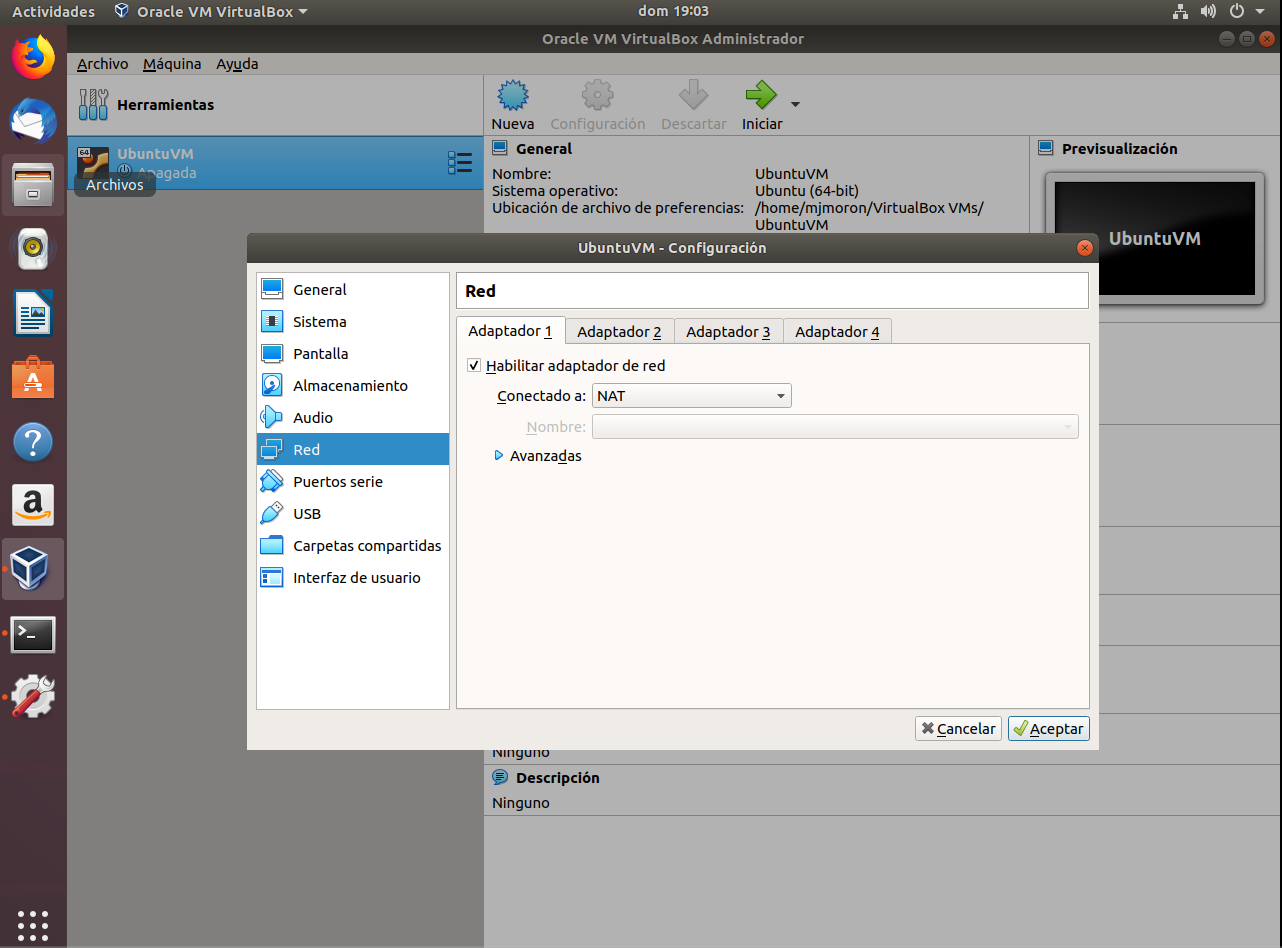 Actividades
Oracle VM VirtualBox
dom 19:03
Oracle VM VirtualBox Administrador
Archivo Máquina Ayuda
Herramientas
Nueva Configuración Descartar Iniciar
64
UbuntuVM
Apagada
Archivos
General
Nombre: UbuntuVM
Sistema operativo: Ubuntu (64-bit)
Ubicación de archivo de preferencias: /home/mjmoron/VirtualBox VMs/
UbuntuVM
Previsualización
UbuntuVM
UbuntuVM - Configuración
General
Sistema
Pantalla
Almacenamiento
Audio
Red
Puertos serie
USB
Carpetas compartidas
Interfaz de usuario
Red
Adaptador 1 Adaptador 2 Adaptador 3 Adaptador 4
Habilitar adaptador de red
Conectado a: NAT
Nombre:
Avanzadas
Cancelar Aceptar
Ninguno
Descripción
Ninguno